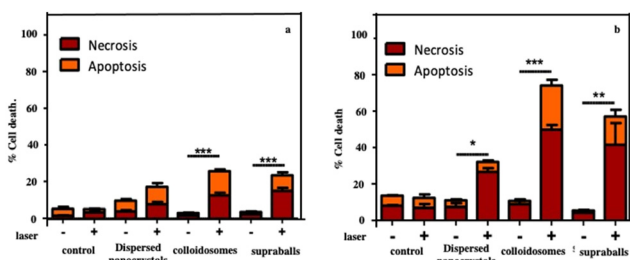 100
80
60
40
20
0
% Cell death.
a
Necrosis
Apoptosis
***
***
laser - + - + - + - +
control Dispersed colloidosomes supraballs
100
80
60
40
20
0
% Cell death
b
Necrosis
Apoptosis
*
***
**
laser - + - + - + - +
control Dispersed colloidosomes supraballs